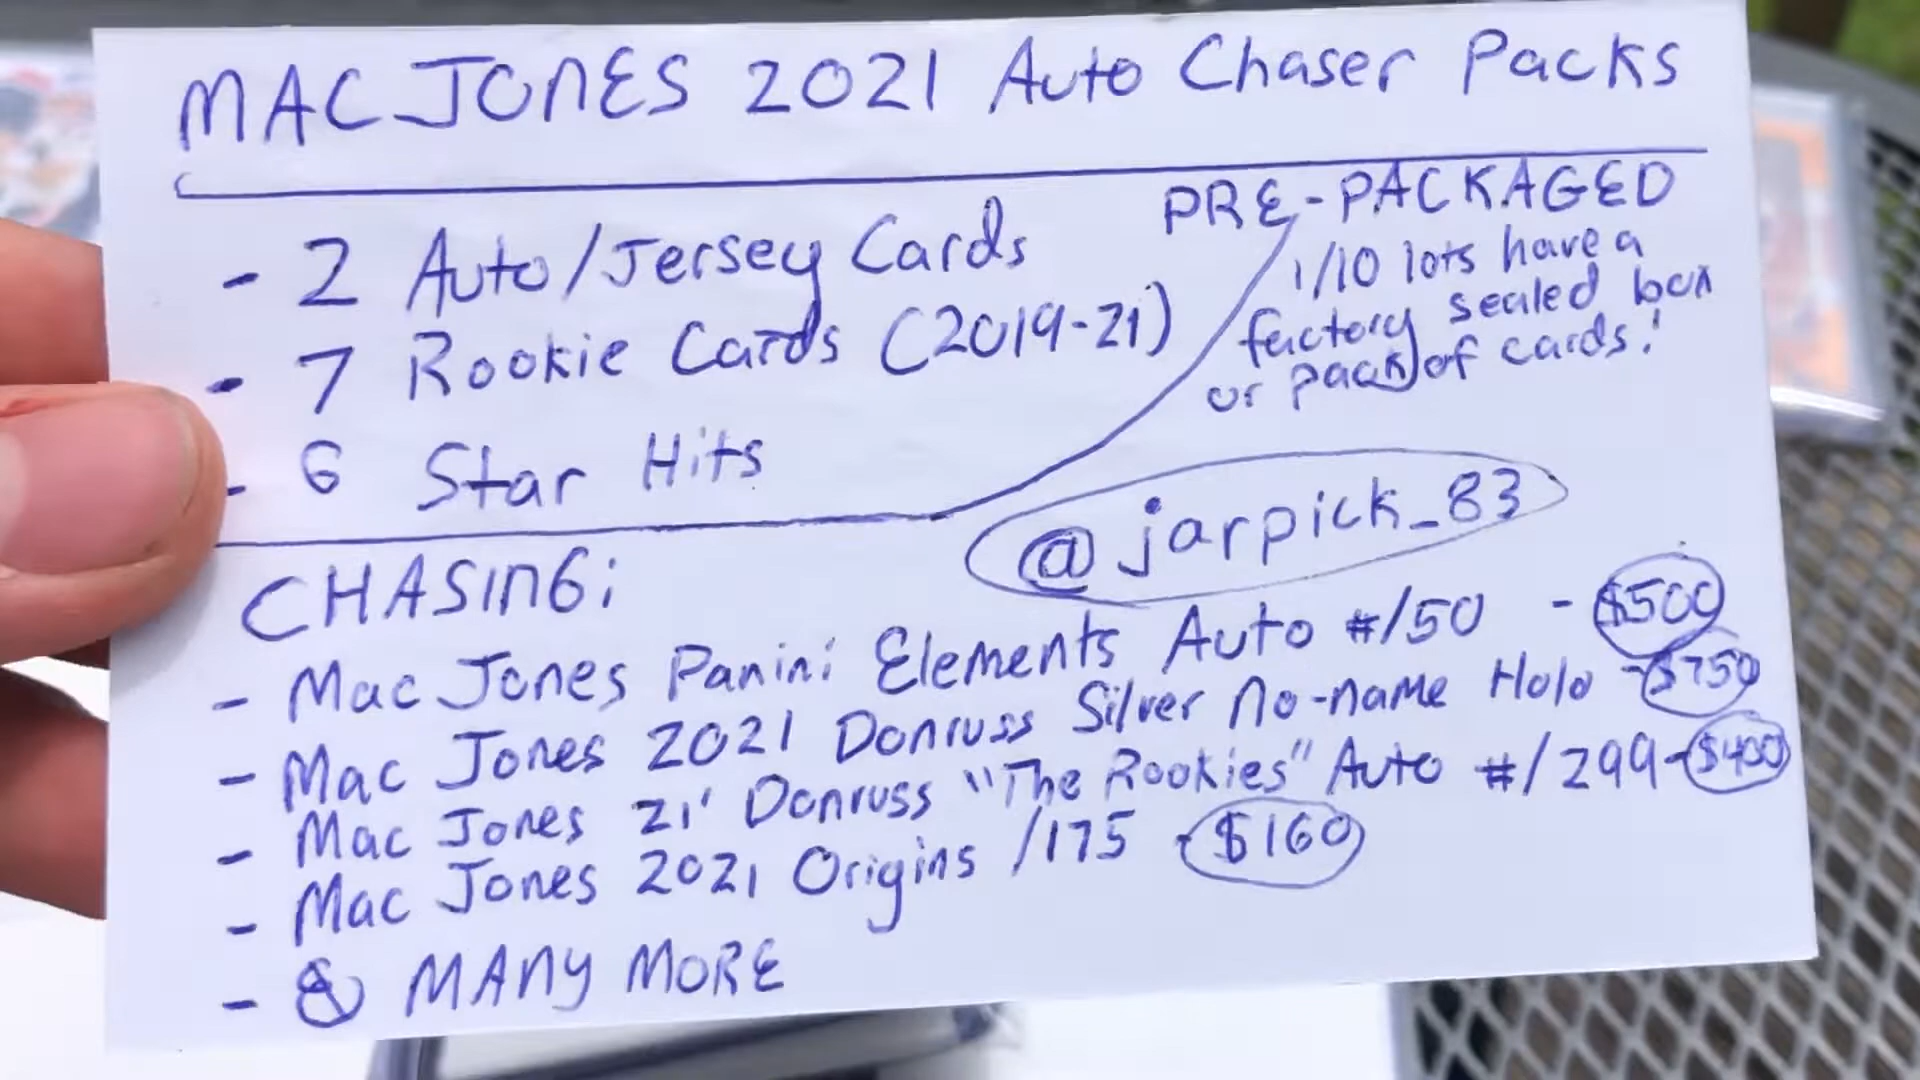 MAC JONES 2021 Auto Chaser Packs
- 2 Auto/Jersey Cards
- 7 Rookie Cards (2019-21)
- 6 Star Hits
PRE-PACKAGED
1/10 lots have a
factory sealed box
or pack of cards!
@jarpick_83
CHASING:
- Mac Jones Panini Elements Auto #/50 - $500
- Mac Jones 2021 Donruss Silver No-name Holo - $750
- Mac Jones 21' Donruss "The Rookies" Auto #/299 - $400
- Mac Jones 2021 Origins /175 - $160
- & MANY MORE